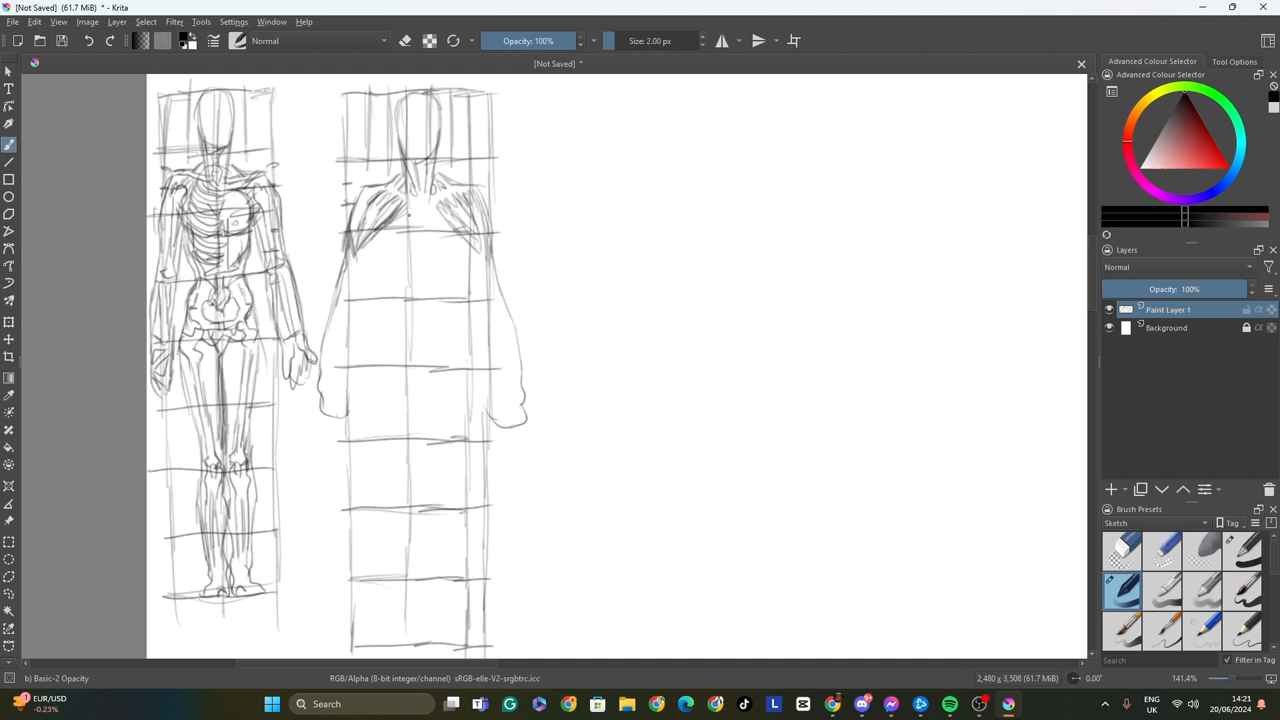 [Not Saved] (61.7 MiB) * - Krita
File Edit View Image Layer Select Filter Tools Settings Window Help
Normal
Opacity: 100%
Size: 2.00 px
[Not Saved] *
Advanced Colour Selector
Tool Options
Advanced Colour Selector
Layers
Normal
Opacity: 100%
Paint Layer 1
Background
Brush Presets
Sketch
Tag
Search
Filter in Tag
b) Basic-2 Opacity
RGB/Alpha (8-bit integer/channel) sRGB-elle-V2-srgbtrc.icc
2,480 x 3,508 (61.7 MiB)
0.00°
141.4%
EUR/USD
-0.23%
Search
ENG
UK
14:21
20/06/2024